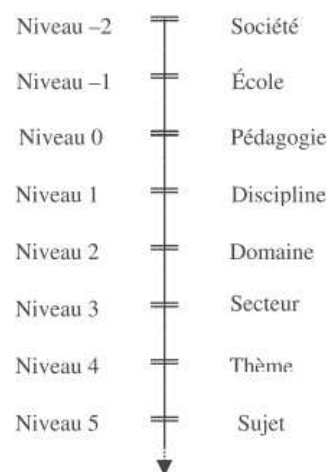 Niveau –2 Société
Niveau –1 École
Niveau 0 Pédagogie
Niveau 1 Discipline
Niveau 2 Domaine
Niveau 3 Secteur
Niveau 4 Thème
Niveau 5 Sujet